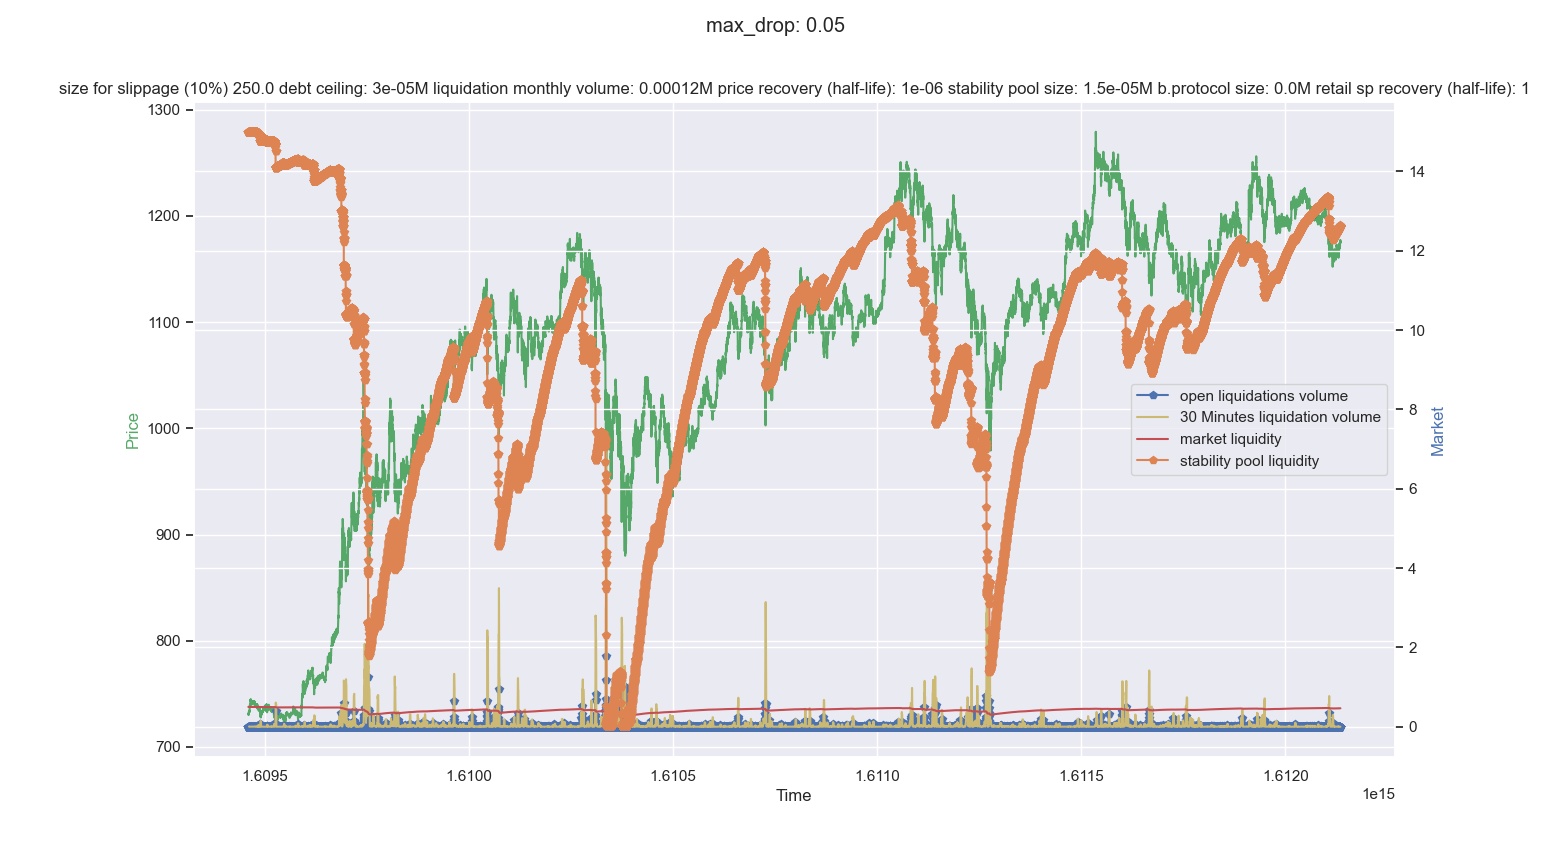 max_drop: 0.05
size for slippage (10%) 250.0 debt ceiling: 3e-05M liquidation monthly volume: 0.00012M price recovery (half-life): 1e-06 stability pool size: 1.5e-05M b.protocol size: 0.0M retail sp recovery (half-life): 1
1300
1200
1100
1000
900
800
700
Price
14
12
10
8
6
4
2
0
Market
open liquidations volume
30 Minutes liquidation volume
market liquidity
stability pool liquidity
1.6095
1.6100
1.6105
1.6110
1.6115
1.6120
Time
1e15